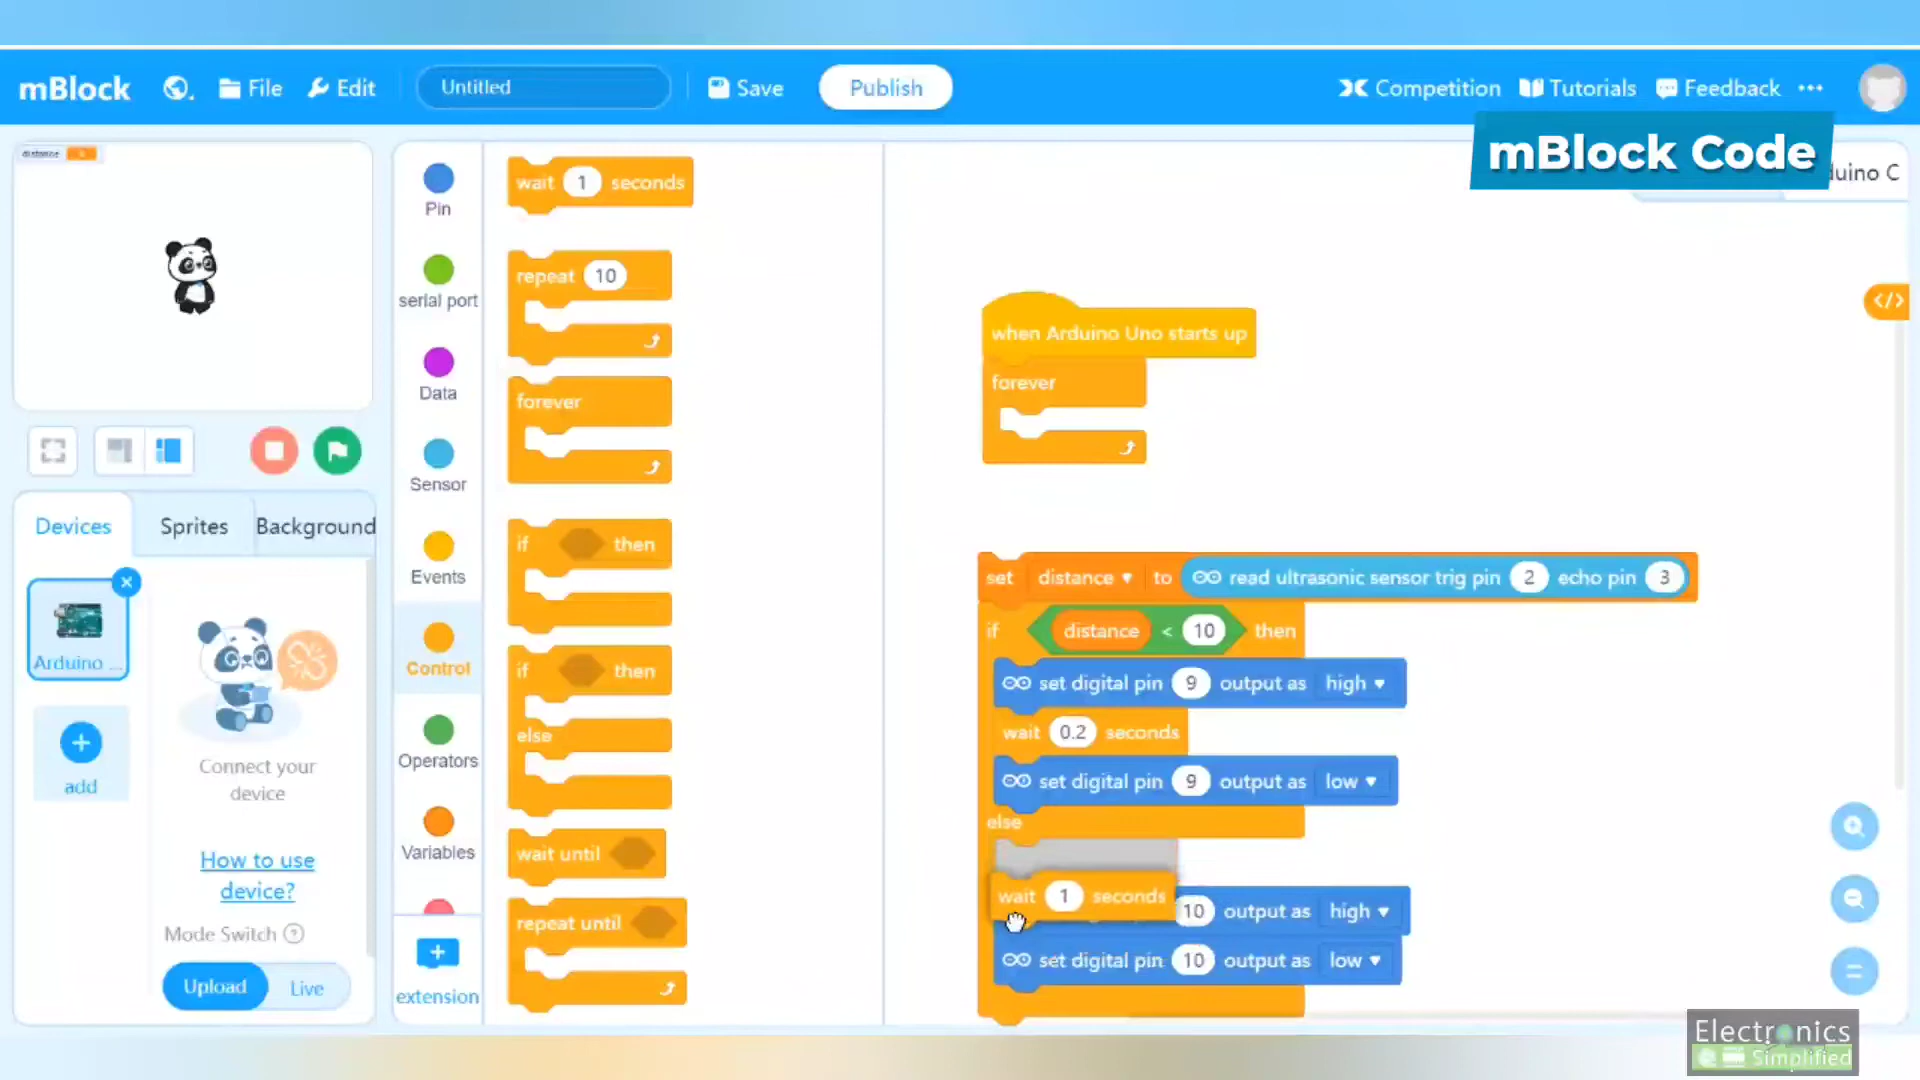 mBlock
File
Edit
Untitled
Save
Publish
Competition
Tutorials
Feedback
mBlock Code
duino C
distance
Pin
serial port
Data
Sensor
Events
Control
Operators
Variables
extension
wait 1 seconds
repeat 10
forever
if then
if then
else
wait until
repeat until
when Arduino Uno starts up
forever
set distance to read ultrasonic sensor trig pin 2 echo pin 3
if distance < 10 then
set digital pin 9 output as high
wait 0.2 seconds
set digital pin 9 output as low
else
wait 1 seconds
10 output as high
set digital pin 10 output as low
Devices
Sprites
Background
Arduino ...
add
Connect your
device
How to use
device?
Mode Switch ?
Upload
Live
Electronics
Simplified